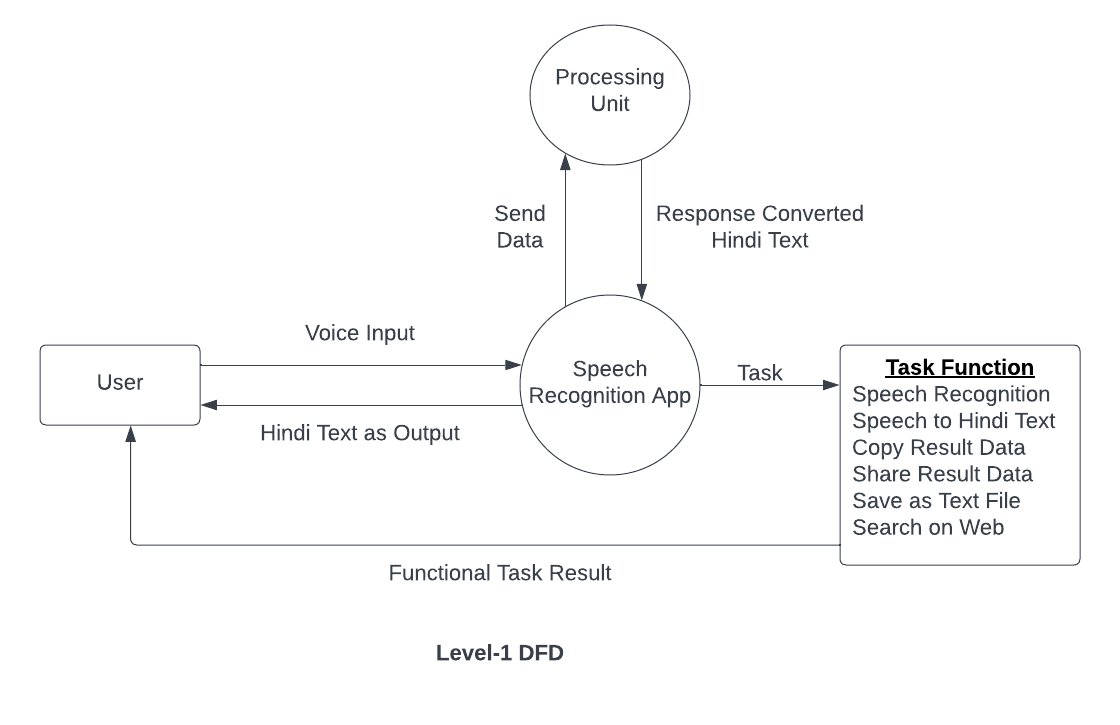 Processing
Unit
Send
Data
Response Converted
Hindi Text
Voice Input
User
Speech
Recognition App
Task
Hindi Text as Output
Task Function
Speech Recognition
Speech to Hindi Text
Copy Result Data
Share Result Data
Save as Text File
Search on Web
Functional Task Result
Level-1 DFD